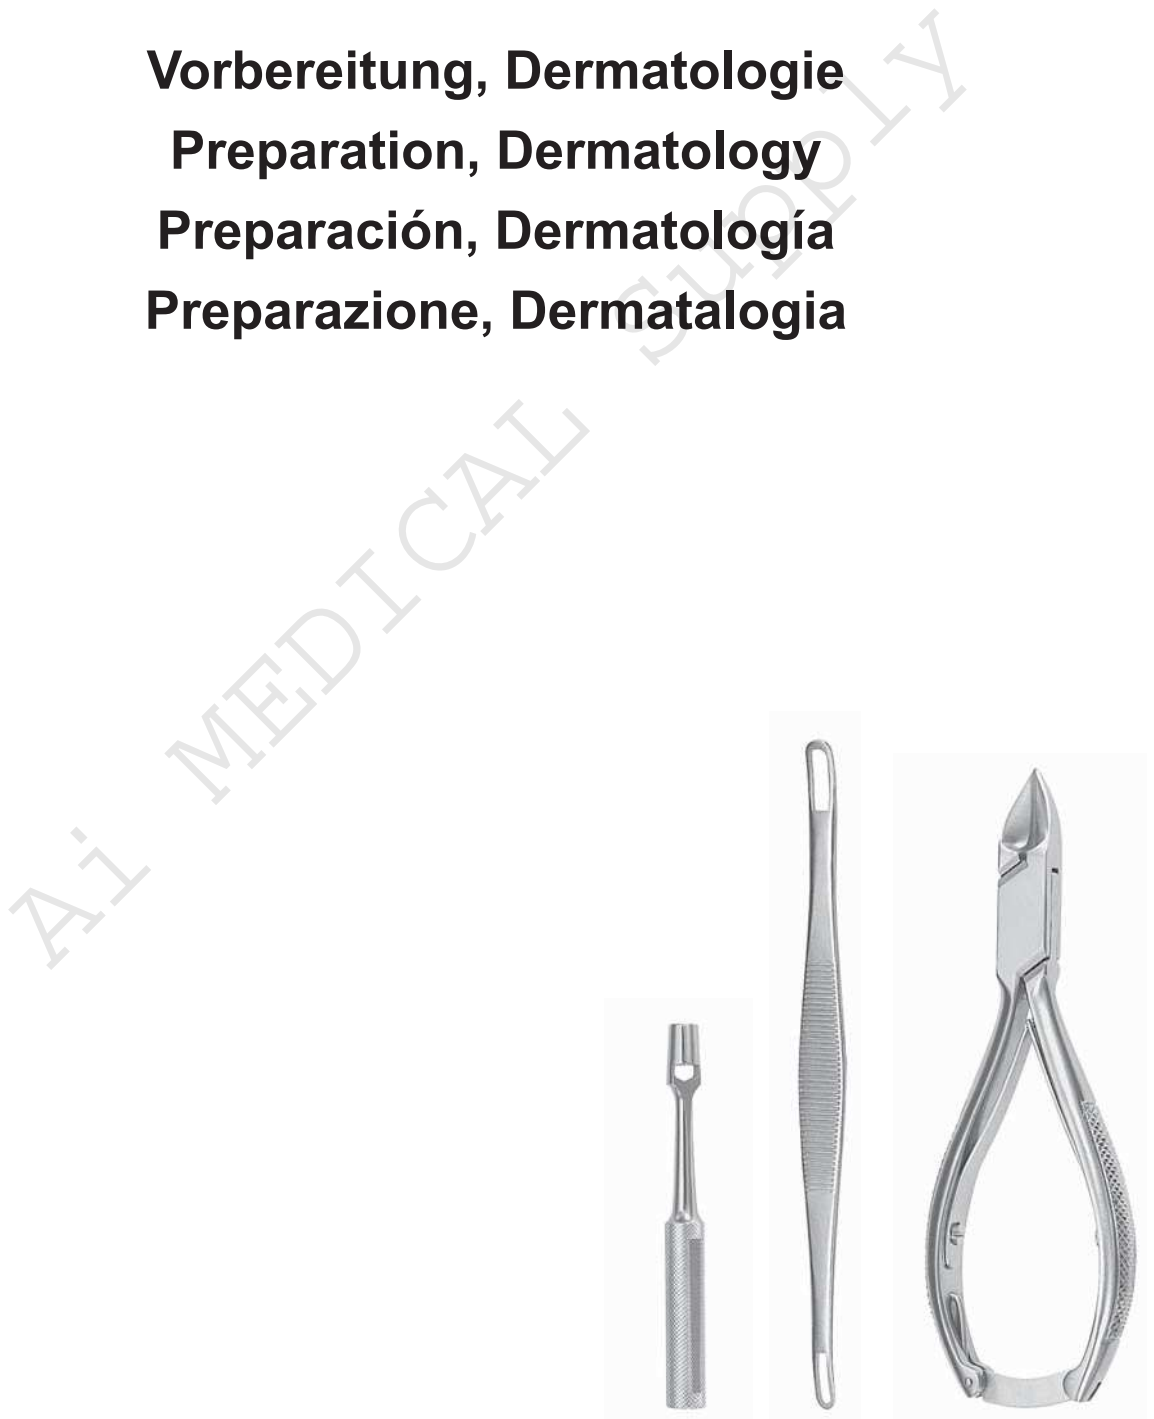 Vorbereitung, Dermatologie
Preparation, Dermatology
Preparación, Dermatología
Preparazione, Dermatalogia
Ai MEDICAL Supply